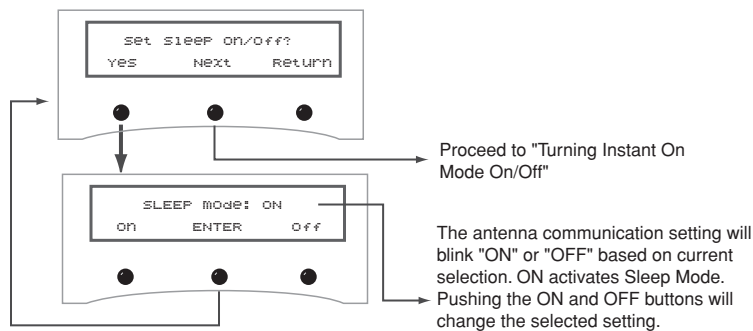 Set Sleep On/Off?
Yes Next Return
Proceed to "Turning Instant On
Mode On/Off"
SLEEP Mode: ON
On ENTER Off
The antenna communication setting will
blink "ON" or "OFF" based on current
selection. ON activates Sleep Mode.
Pushing the ON and OFF buttons will
change the selected setting.